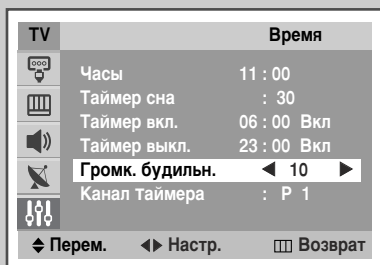 TV Время
Часы 11 : 00
Таймер сна : 30
Таймер вкл. 06 : 00 Вкл
Таймер выкл. 23 : 00 Вкл
Громк. будильн. ◀ 10 ▶
Канал таймера : P 1
Перем. Настр. Возврат